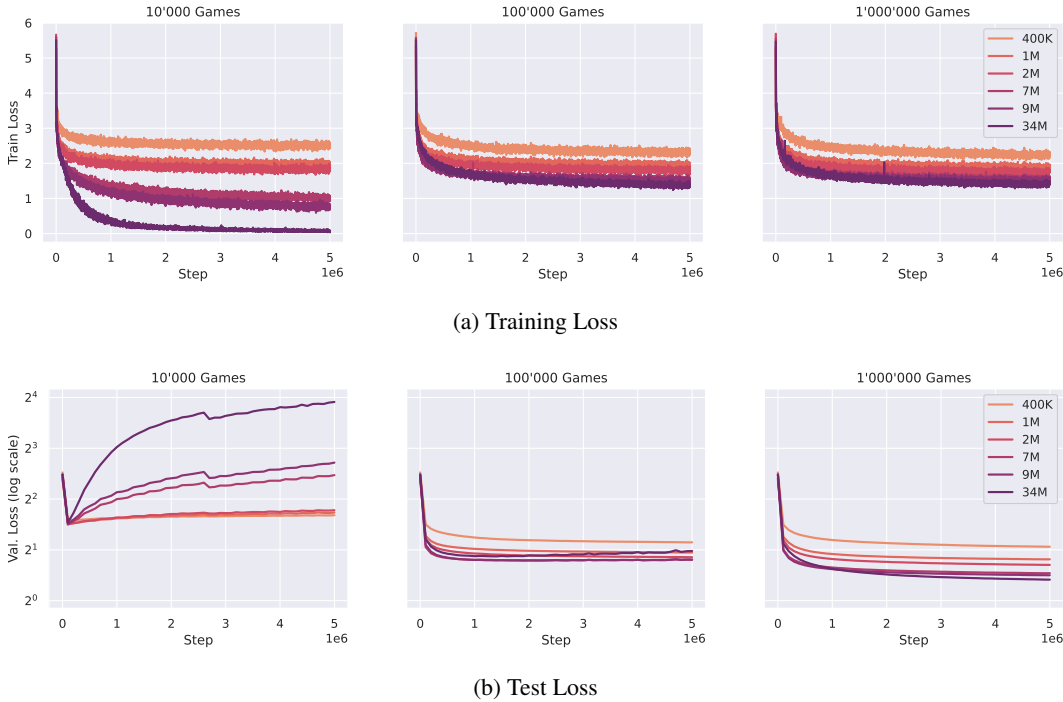 10'000 Games
100'000 Games
1'000'000 Games
6
5
4
3
2
1
0
Train Loss
400K
1M
2M
7M
9M
34M
0 1 2 3 4 5
0 1 2 3 4 5
0 1 2 3 4 5
Step 1e6
Step 1e6
Step 1e6
(a) Training Loss
10'000 Games
100'000 Games
1'000'000 Games
2^4
2^3
2^2
2^1
2^0
Val. Loss (log scale)
400K
1M
2M
7M
9M
34M
0 1 2 3 4 5
0 1 2 3 4 5
0 1 2 3 4 5
Step 1e6
Step 1e6
Step 1e6
(b) Test Loss